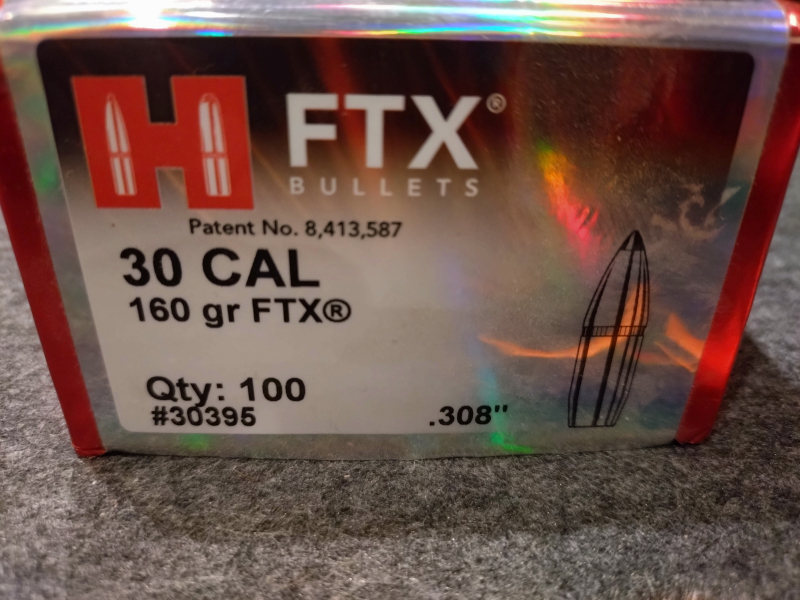 H
FTX®
BULLETS
Patent No. 8,413,587
30 CAL
160 gr FTX®
Qty: 100
#30395
.308"